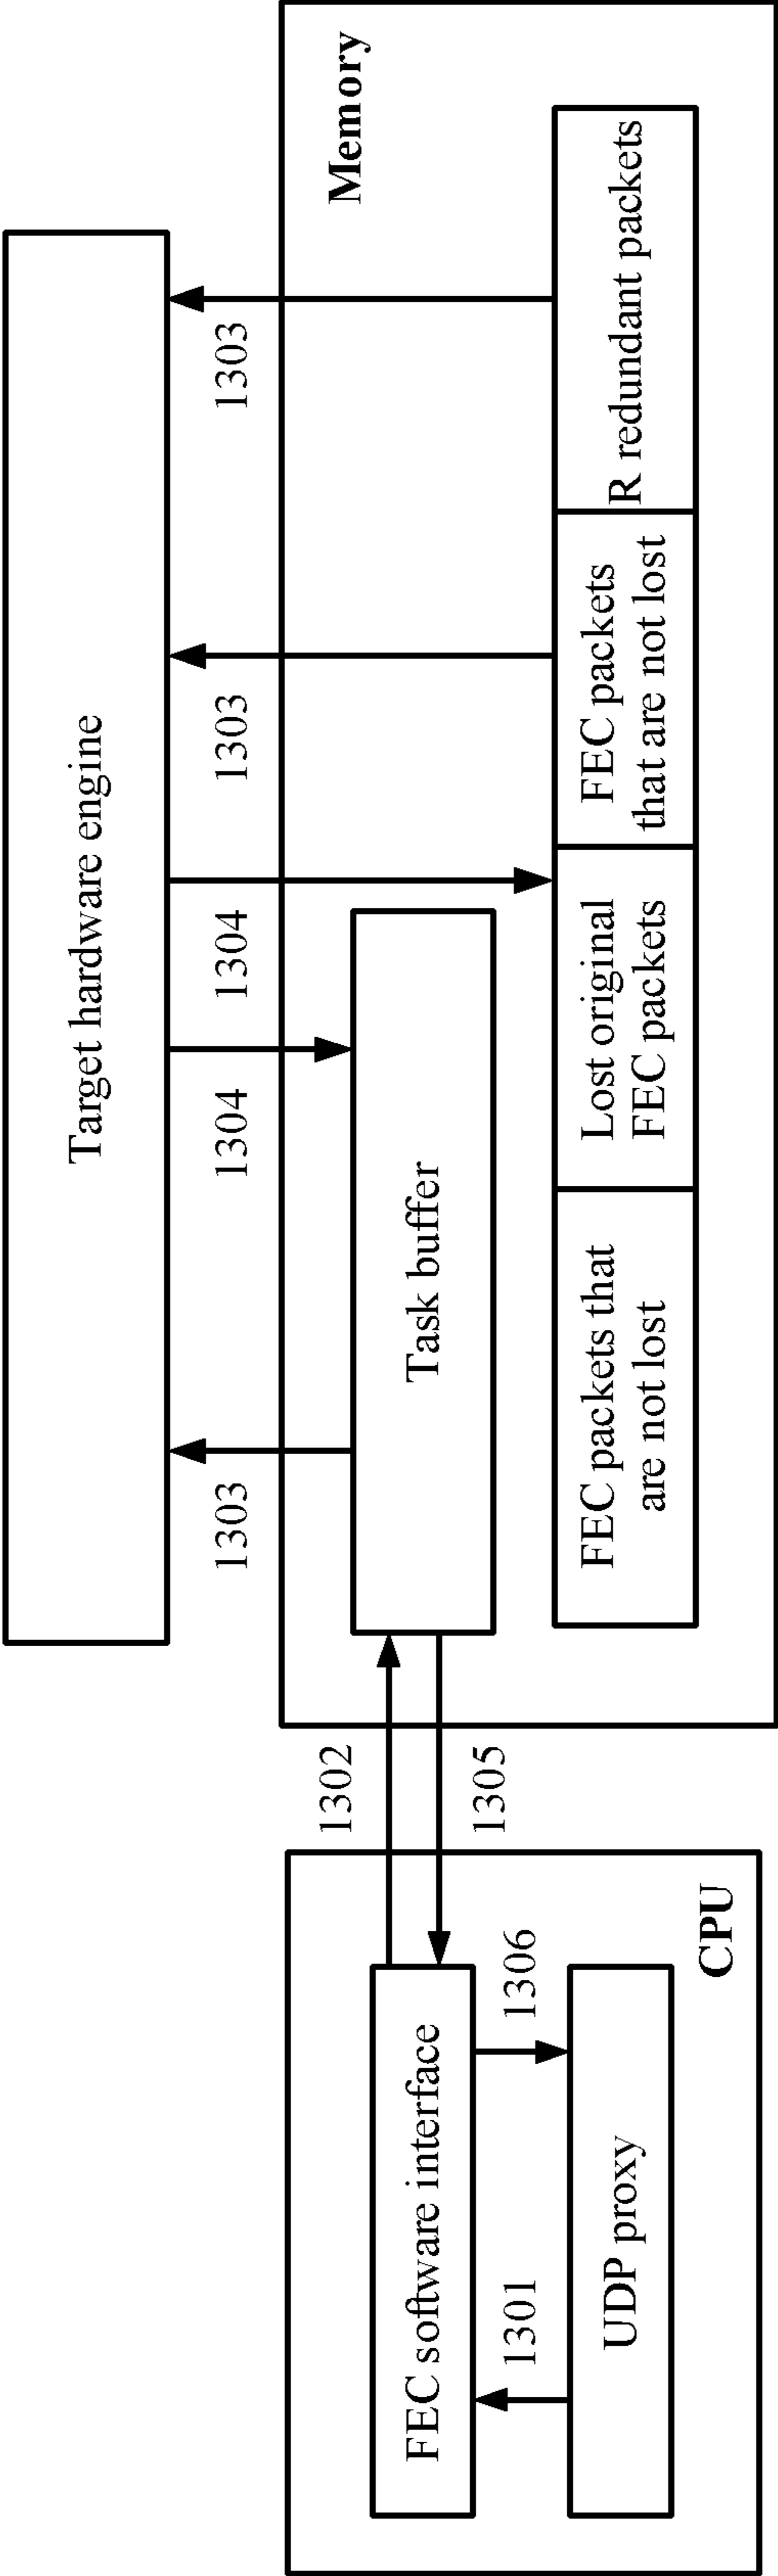 Target hardware engine
1303
1304
1304
1303
1303
1302
Memory
FEC software interface
Task buffer
1305
1301
1306
UDP proxy
FEC packets that
are not lost
Lost original
FEC packets
FEC packets
that are not lost
R redundant packets
CPU